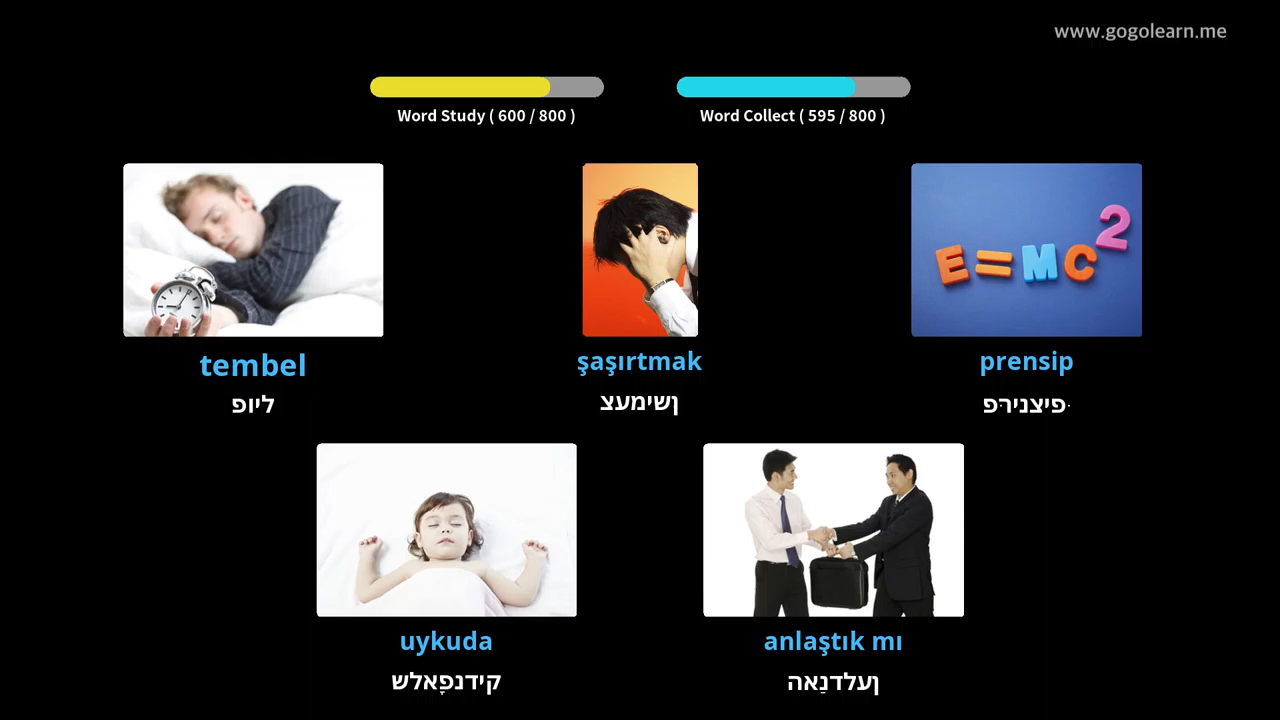 www.gogolearn.me
Word Study ( 600 / 800 )
Word Collect ( 595 / 800 )
tembel
ליופ
şaşırtmak
ןשימעצ
prensip
ּפיצנירּפ
uykuda
קידנפָאלש
anlaştık mı
ןעלדנַאה